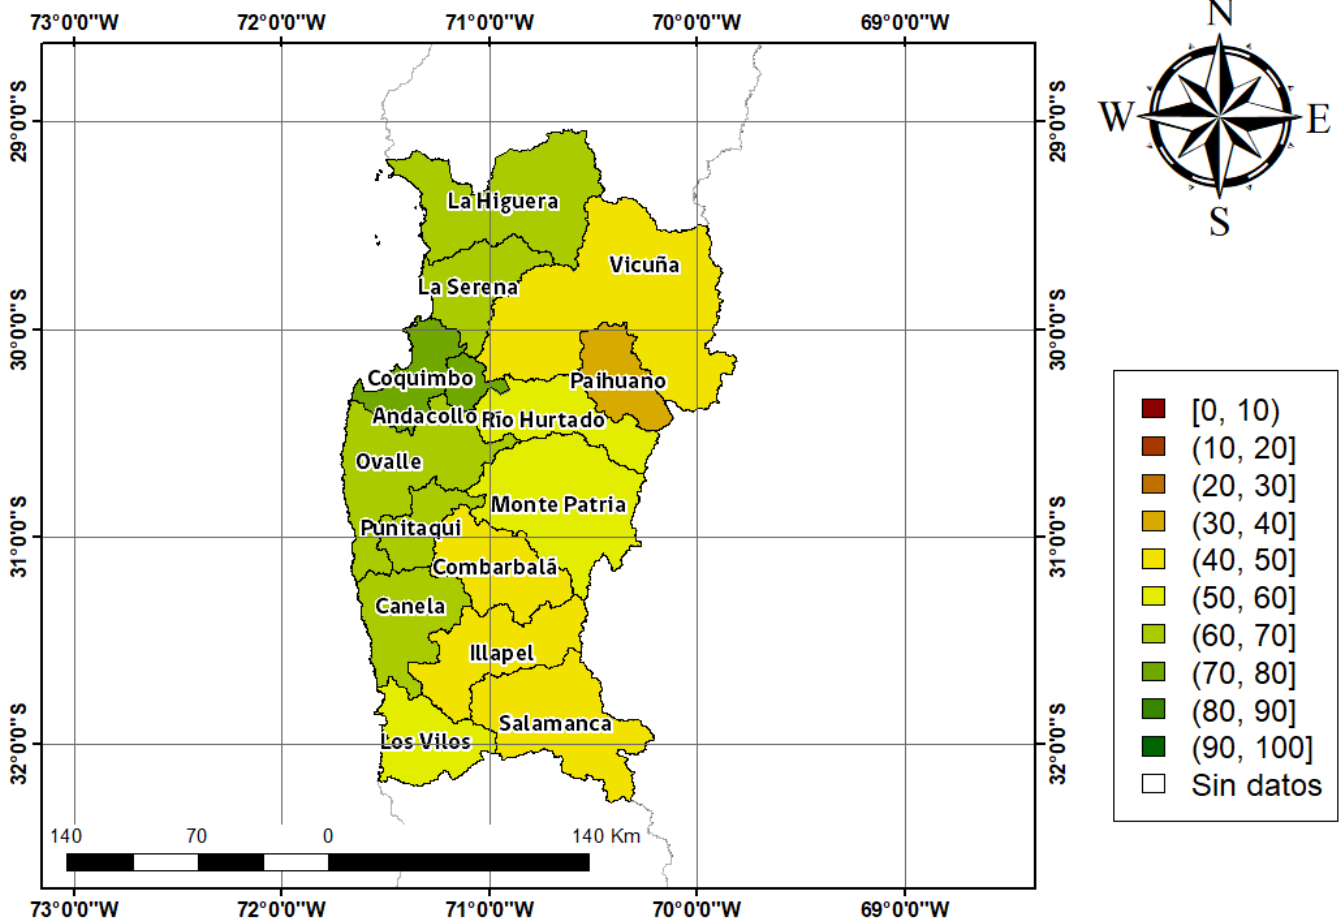 73°0'0"W 72°0'0"W 71°0'0"W 70°0'0"W 69°0'0"W
N
W E
S
29°0'0"S 29°0'0"S
30°0'0"S 30°0'0"S
31°0'0"S 31°0'0"S
32°0'0"S 32°0'0"S
La Higuera
Vicuña
La Serena
Coquimbo
Paihuano
Andacollo
Río Hurtado
Ovalle
Monte Patria
Punitaqui
Combarbalã
Canela
Illapel
Salamanca
Los Vilos
[0, 10)
(10, 20]
(20, 30]
(30, 40]
(40, 50]
(50, 60]
(60, 70]
(70, 80]
(80, 90]
(90, 100]
Sin datos
140 70 0 140 Km
73°0'0"W 72°0'0"W 71°0'0"W 70°0'0"W 69°0'0"W